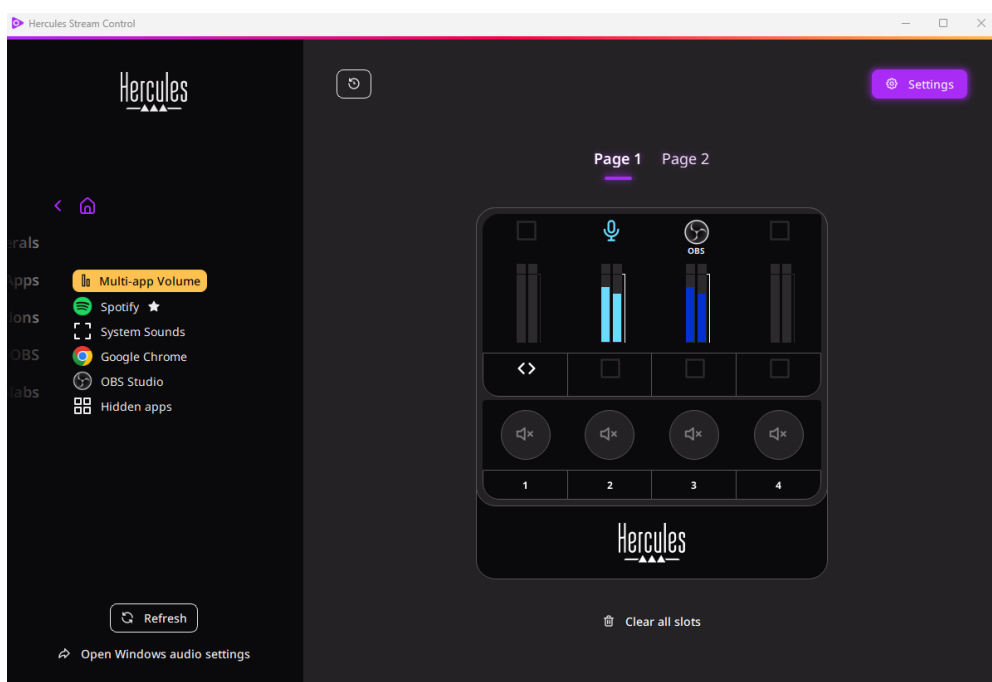 Hercules Stream Control
Hercules
Settings
Page 1 Page 2
erals
Apps
ions
OBS
labs
Multi-app Volume
Spotify
System Sounds
Google Chrome
OBS Studio
Hidden apps
OBS
1 2 3 4
Hercules
Refresh
Open Windows audio settings
Clear all slots